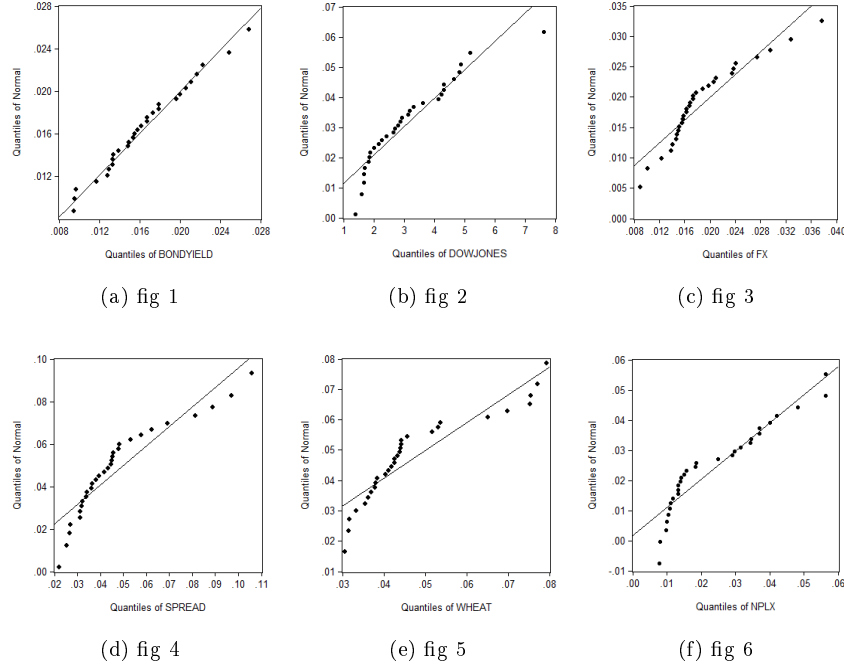 .028
.024
.020
.016
.012
Quantiles of Normal
.008 .012 .016 .020 .024 .028
Quantiles of BONDYIELD
(a) fig 1
.07
.06
.05
.04
.03
.02
.01
.00
Quantiles of Normal
1 2 3 4 5 6 7 8
Quantiles of DOWJONES
(b) fig 2
.035
.030
.025
.020
.015
.010
.005
.000
Quantiles of Normal
.008 .012 .016 .020 .024 .028 .032 .036 .040
Quantiles of FX
(c) fig 3
.10
.08
.06
.04
.02
.00
Quantiles of Normal
.02 .03 .04 .05 .06 .07 .08 .09 .10 .11
Quantiles of SPREAD
(d) fig 4
.08
.07
.06
.05
.04
.03
.02
.01
Quantiles of Normal
.03 .04 .05 .06 .07 .08
Quantiles of WHEAT
(e) fig 5
.06
.05
.04
.03
.02
.01
.00
-.01
Quantiles of Normal
.00 .01 .02 .03 .04 .05 .06
Quantiles of NPLX
(f) fig 6